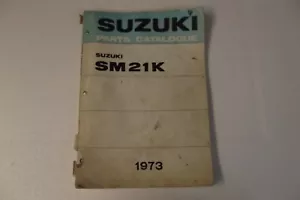 SUZUKI
PARTS CATALOGUE
SUZUKI
SM21K
1973